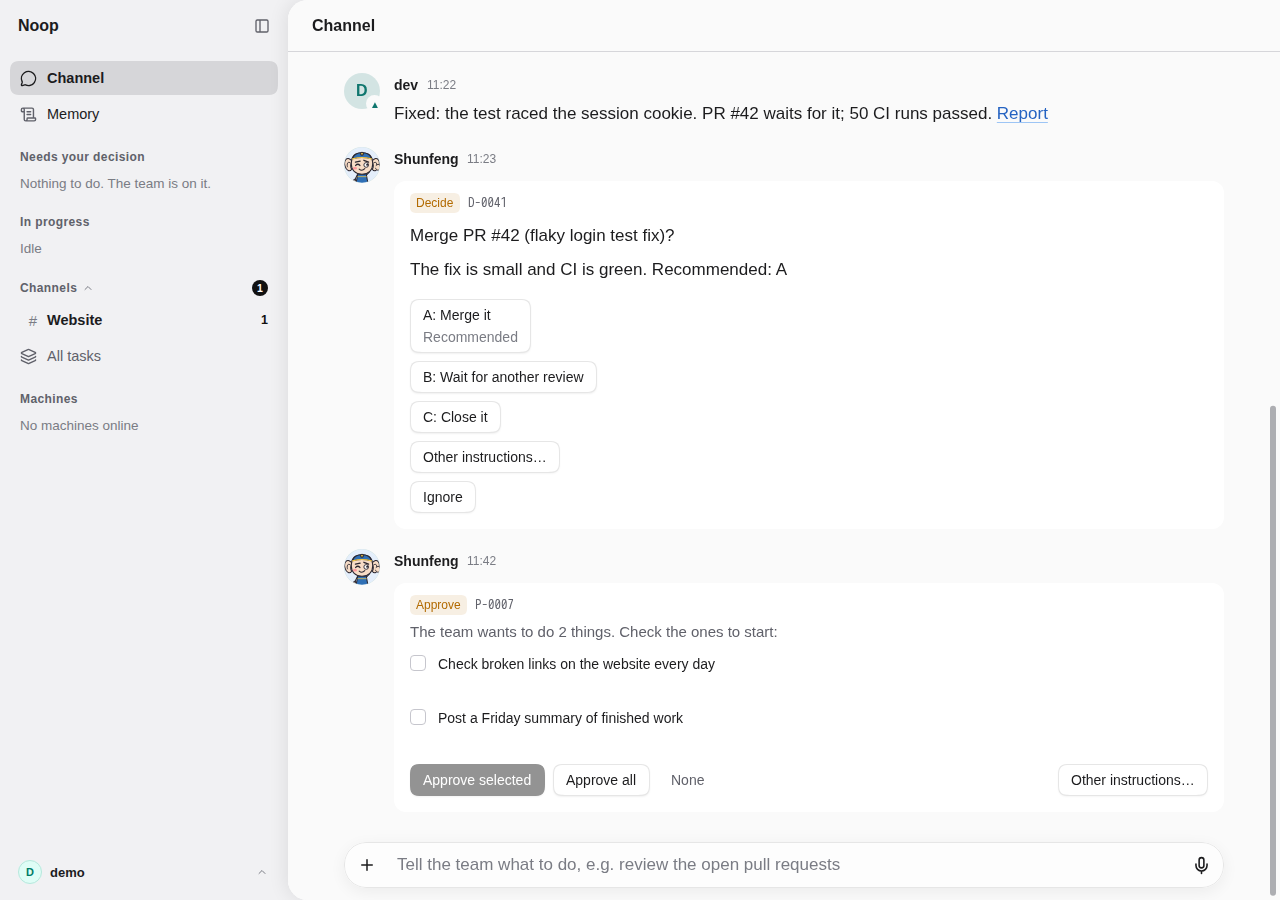 Noop
Channel
Memory
Needs your decision
Nothing to do. The team is on it.
In progress
Idle
Channels
1
# Website
1
All tasks
Machines
No machines online
D
demo
Channel
D
dev 11:22
Fixed: the test raced the session cookie. PR #42 waits for it; 50 CI runs passed. Report
Shunfeng 11:23
Decide D-0041
Merge PR #42 (flaky login test fix)?
The fix is small and CI is green. Recommended: A
A: Merge it
Recommended
B: Wait for another review
C: Close it
Other instructions…
Ignore
Shunfeng 11:42
Approve P-0007
The team wants to do 2 things. Check the ones to start:
Check broken links on the website every day
Post a Friday summary of finished work
Approve selected
Approve all
None
Other instructions…
Tell the team what to do, e.g. review the open pull requests